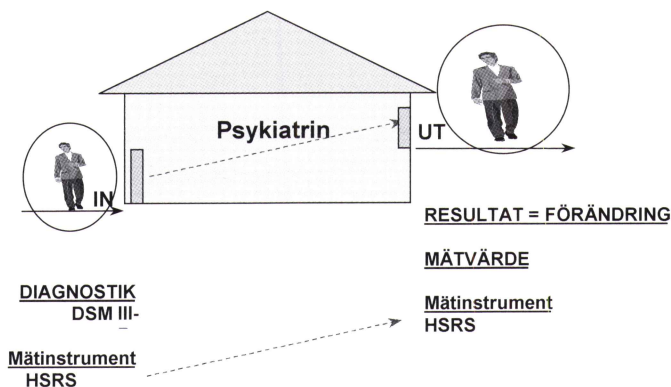 Psykiatrin
UT
IN
RESULTAT = FÖRÄNDRING
MÄTVÄRDE
DIAGNOSTIK
DSM III-
Mätinstrument
HSRS
Mätinstrument
HSRS